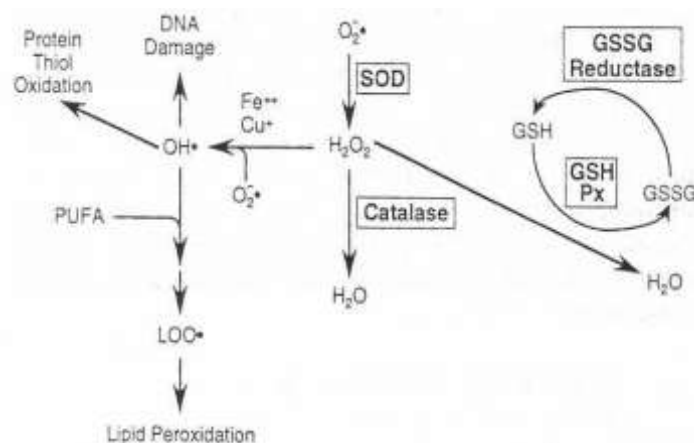 DNA
Damage
Protein
Thiol
Oxidation
O₂⁻•
SOD
GSSG
Reductase
Fe⁺⁺
Cu⁺
OH•
H₂O₂
GSH
O₂⁻•
GSH
Px
GSSG
PUFA
Catalase
H₂O
H₂O
LOO•
Lipid Peroxidation